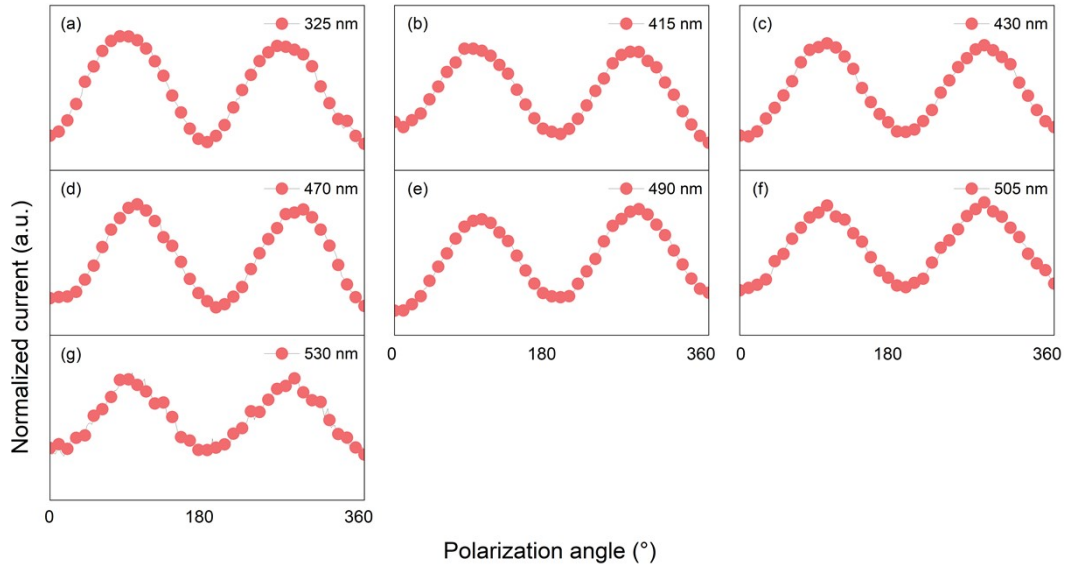 (a) 325 nm
(b) 415 nm
(c) 430 nm
(d) 470 nm
(e) 490 nm
(f) 505 nm
0 180 360
0 180 360
(g) 530 nm
0 180 360
Normalized current (a.u.)
Polarization angle (°)